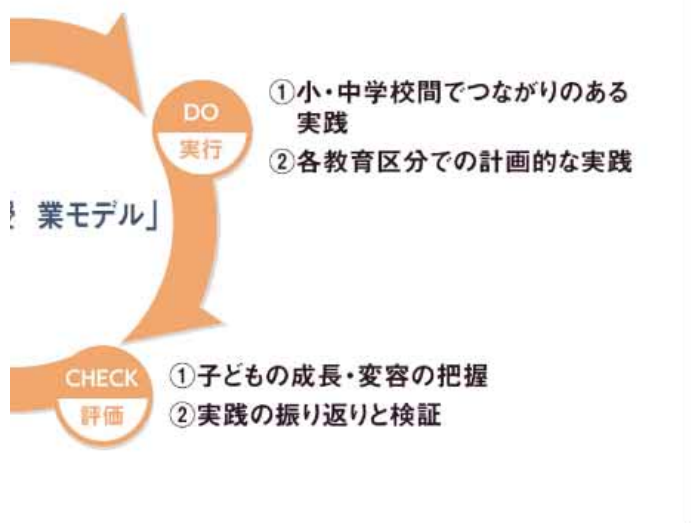 DO
実行
①小・中学校間でつながりのある
実践
②各教育区分での計画的な実践
業モデル」
CHECK
評価
①子どもの成長・変容の把握
②実践の振り返りと検証